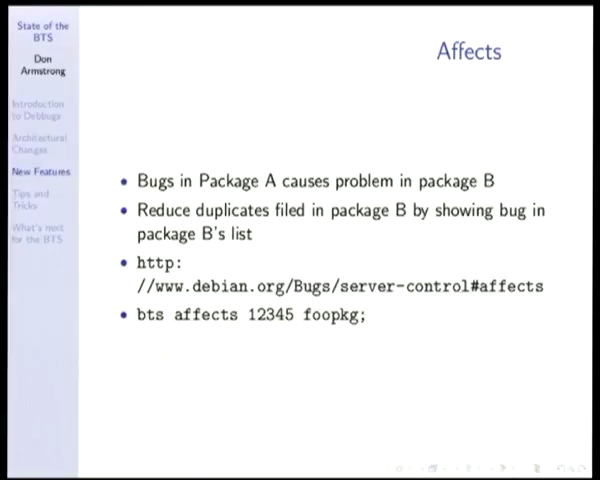 State of the
BTS
Don
Armstrong
Introduction
to Debbugs
Architectural
Changes
New Features
Tips and
Tricks
What's next
for the BTS
Affects
Bugs in Package A causes problem in package B
Reduce duplicates filed in package B by showing bug in
package B's list
http:
//www.debian.org/Bugs/server-control#affects
bts affects 12345 foopkg;